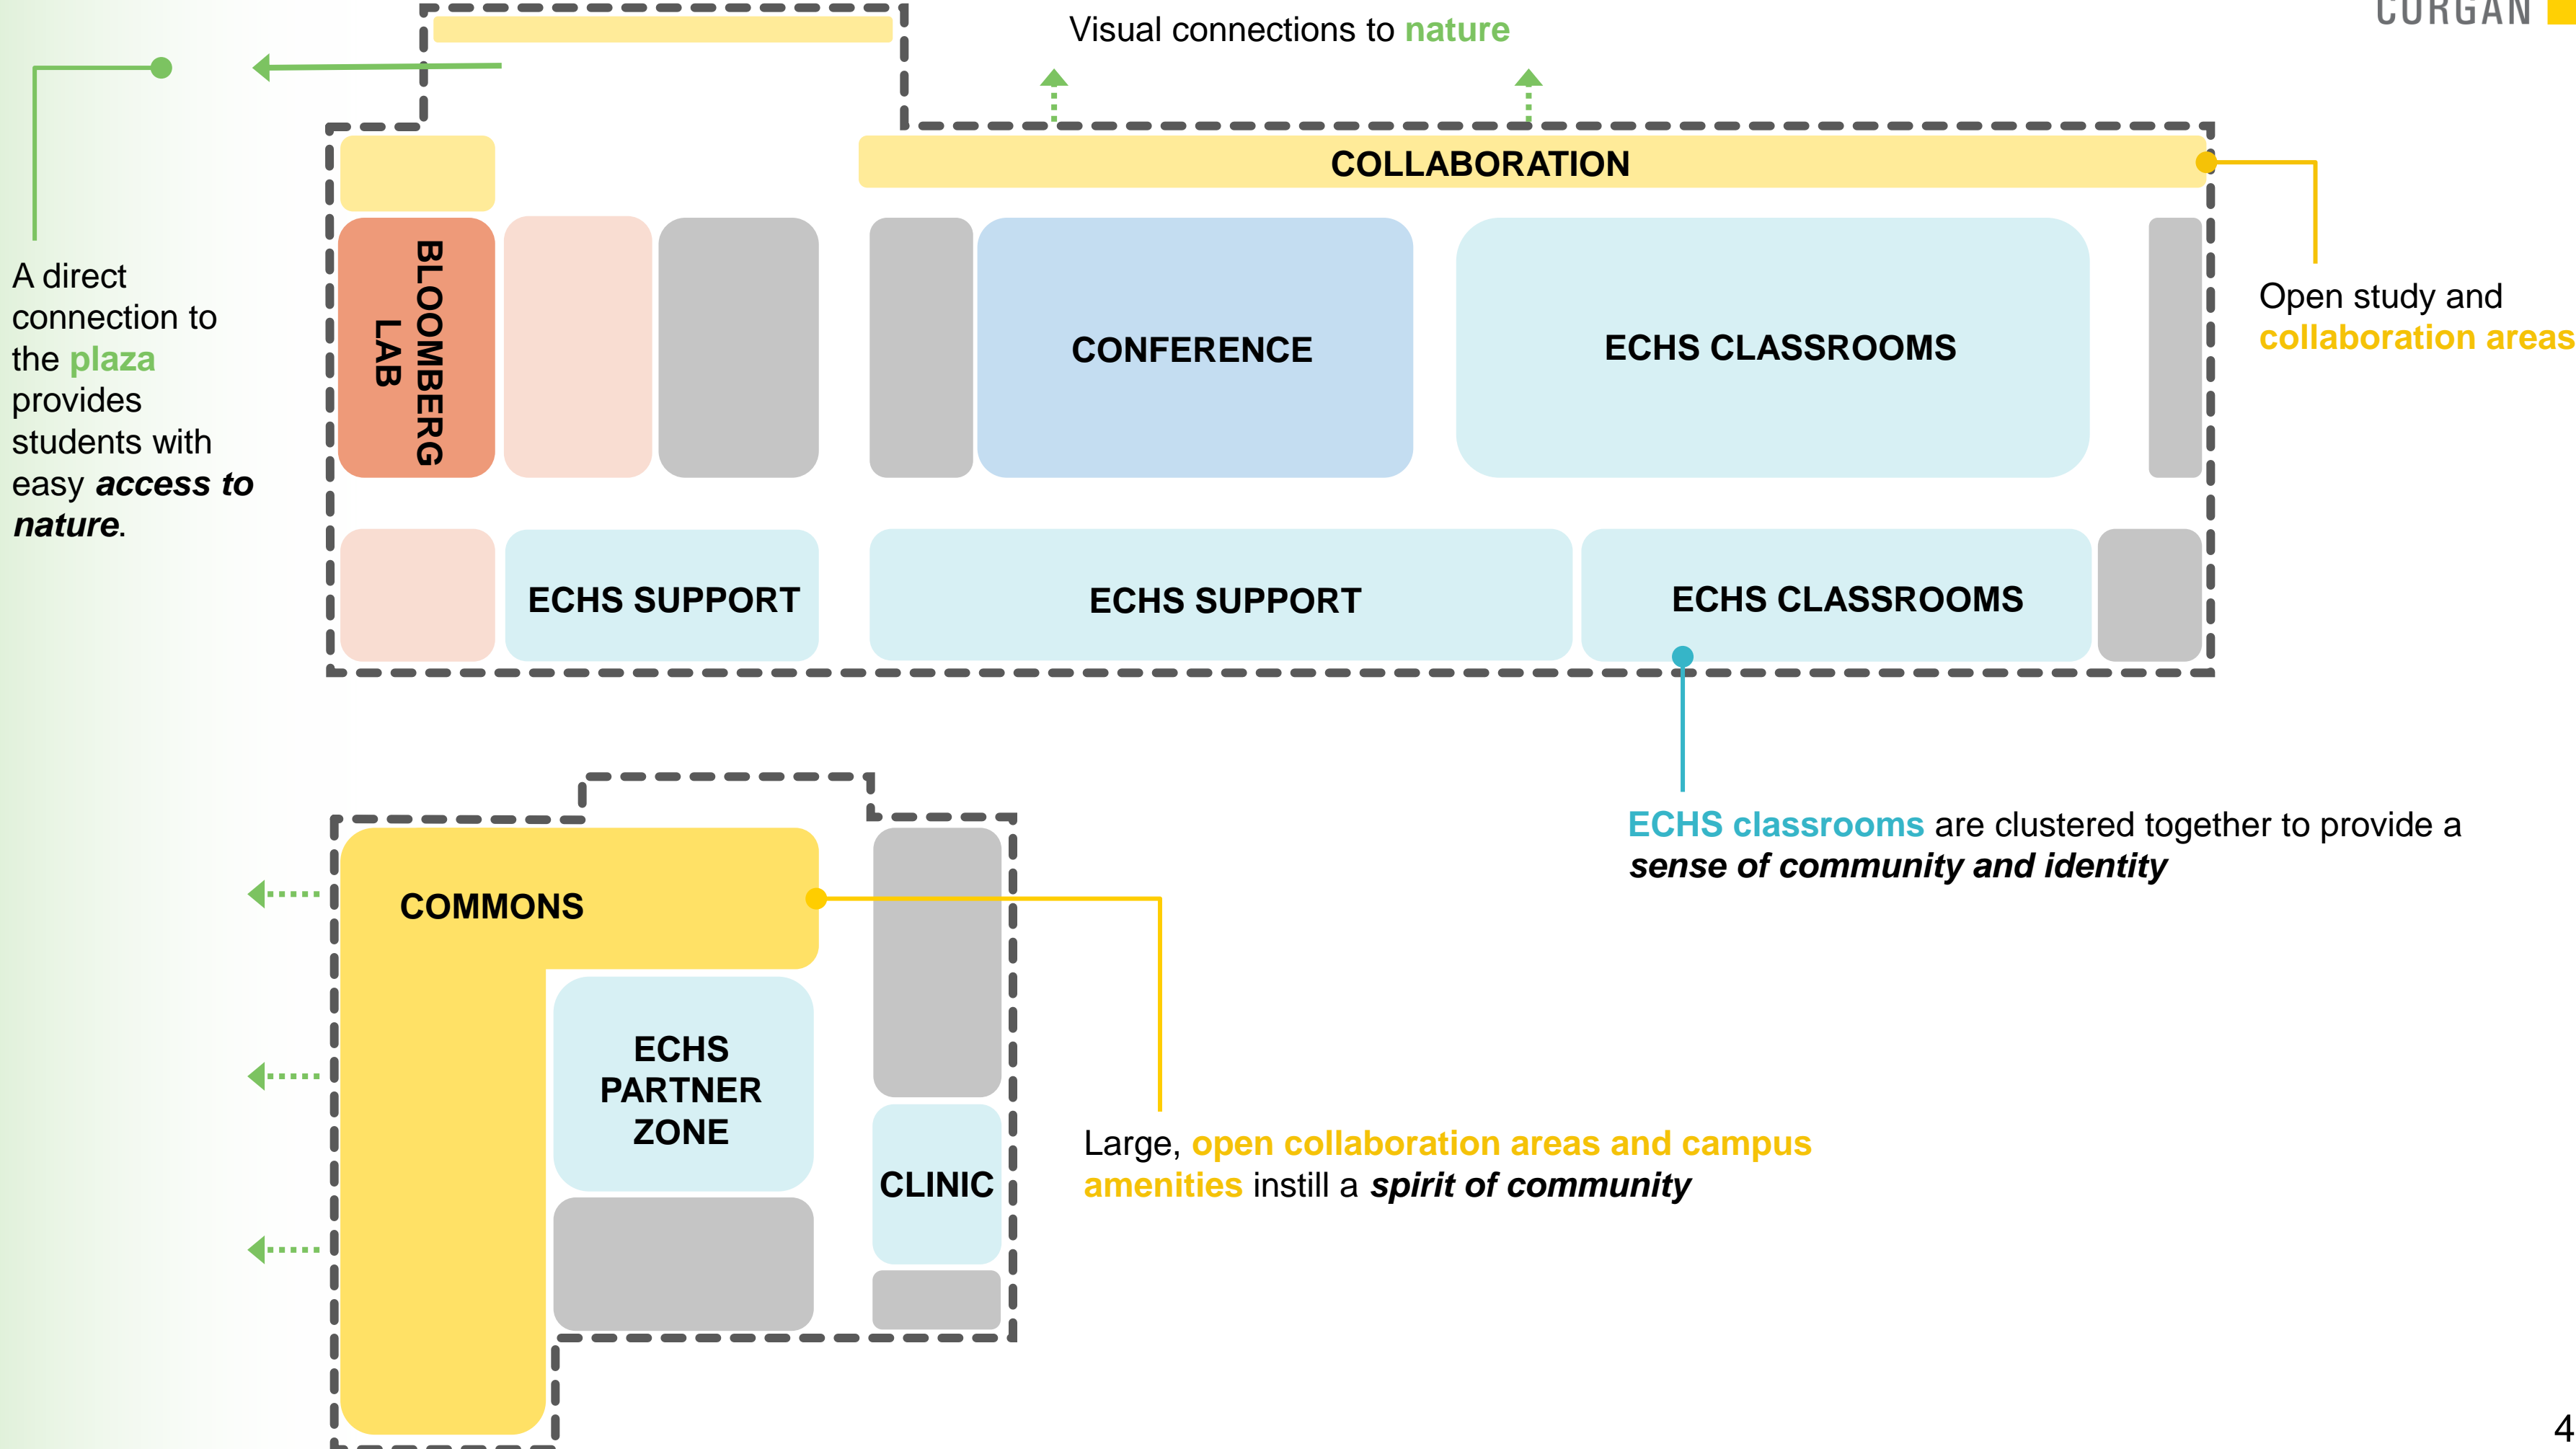 CORGAN
Visual connections to nature
COLLABORATION
BLOOMBERG
LAB
CONFERENCE
ECHS CLASSROOMS
A direct
connection to
the plaza
provides
students with
easy access to
nature.
Open study and
collaboration areas
ECHS SUPPORT
ECHS SUPPORT
ECHS CLASSROOMS
ECHS classrooms are clustered together to provide a
sense of community and identity
COMMONS
ECHS
PARTNER
ZONE
CLINIC
Large, open collaboration areas and campus
amenities instill a spirit of community
4